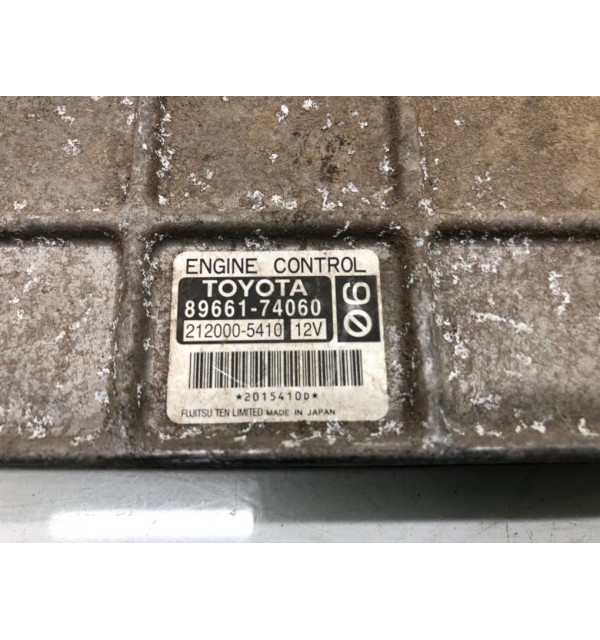 ENGINE CONTROL
TOYOTA
89661-74060
212000-5410 12V
06
*2015410D*
FUJITSU TEN LIMITED MADE IN JAPAN